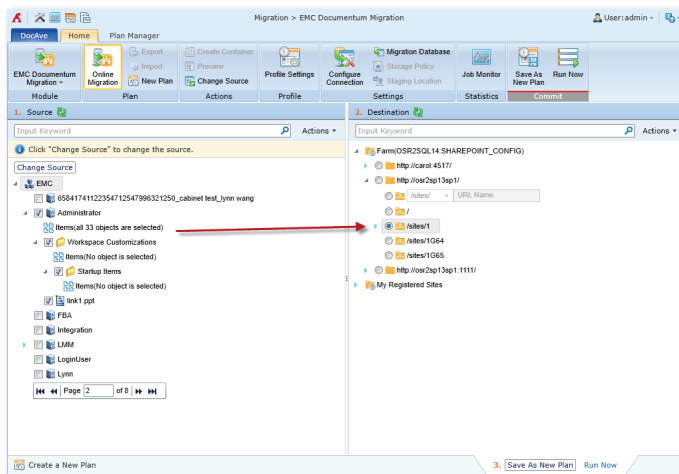 Migration > EMC Documentum Migration
User: admin
DocAve Home Plan Manager
EMC Documentum Migration
Online Migration
Export
Import
New Plan
Create Container
Preview
Change Source
Profile Settings
Configure Connection
Migration Database
Storage Policy
Staging Location
Job Monitor
Save As New Plan
Run Now
Module Plan Actions Profile Settings Statistics Commit
1. Source
Input Keyword Actions
Click "Change Source" to change the source.
Change Source
EMC
6584174112235471254799632 1250_cabinet test_lynn wang
Administrator
Items(all 33 objects are selected)
Workspace Customizations
Items(No object is selected)
Startup Items
Items(No object is selected)
link1.ppt
FBA
Integration
LMM
LoginUser
Lynn
Page 2 of 8
2. Destination
Input Keyword Actions
Farm(OSR2SQL14:SHAREPOINT_CONFIG)
http://carol:4517/
http://osr2sp13sp1/
/sites/ URL Name
/
/sites/1
/sites/1G64
/sites/1G65
http://osr2sp13sp1:1111/
My Registered Sites
Create a New Plan
3. Save As New Plan Run Now